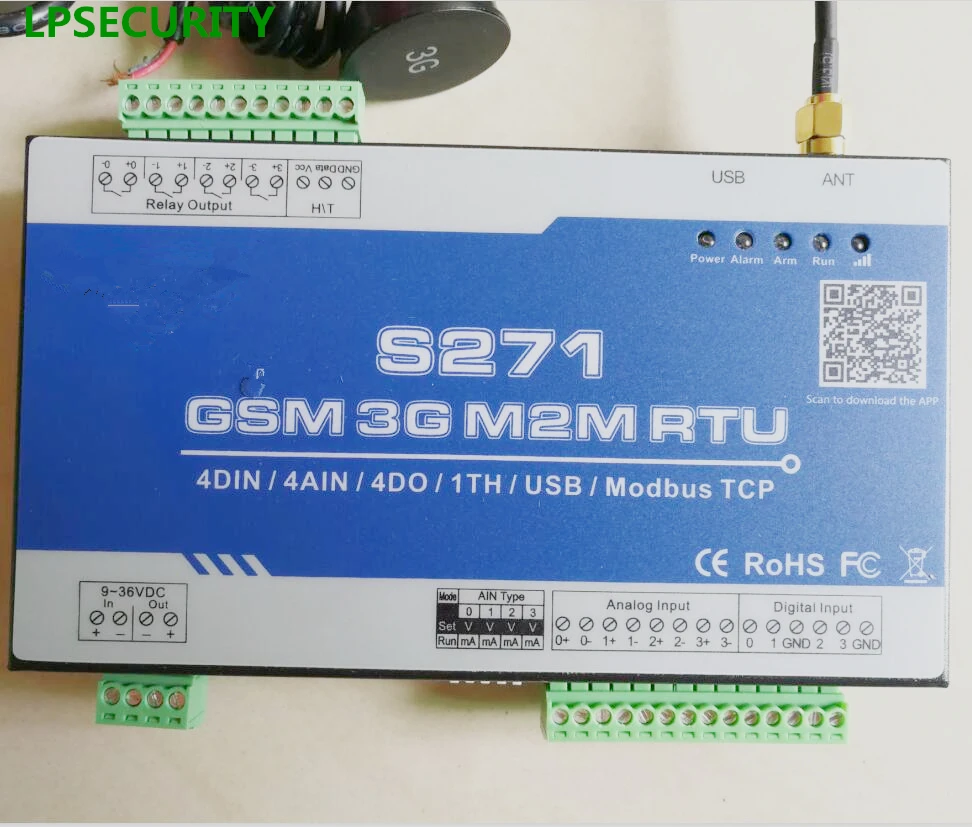 LPSECURITY
3G
0- 0+ 1- 1+ 2- 2+ 3 3+ Vcc Data GND
Relay Output
T\H
USB ANT
Power Alarm Arm Run
Scan to download the APP
S271
GSM 3G M2M RTU
4DIN / 4AIN / 4DO / 1TH / USB / Modbus TCP
CE RoHS FC
9~36VDC
In Out
+ – – +
Mode AIN Type
0 1 2 3
Set V V V V
Run mA mA mA mA
Analog Input
0+ 0- 1+ 1- 2+ 2- 3+ 3-
Digital Input
0 1 GND 2 3 GND